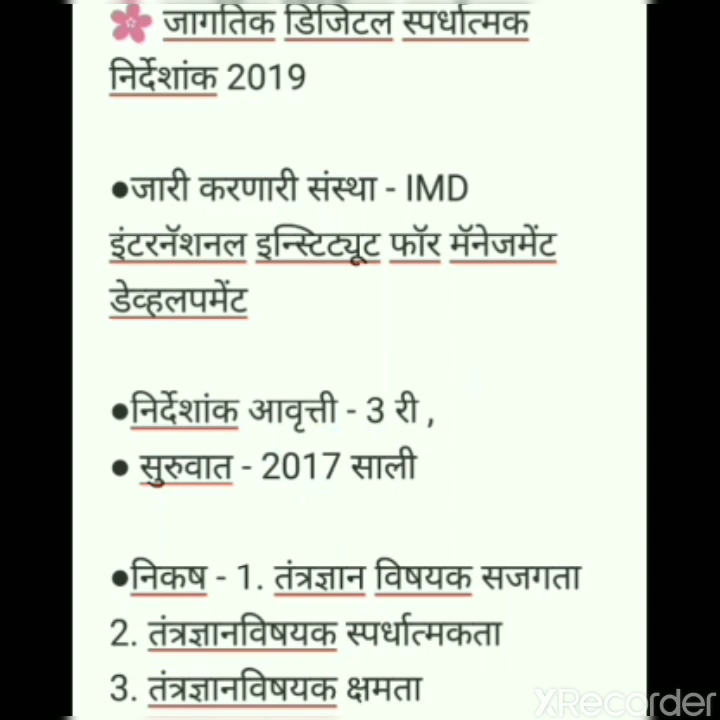 🌸 जागतिक डिजिटल स्पर्धात्मक
निर्देशांक 2019
●जारी करणारी संस्था - IMD
इंटरनॅशनल इन्स्टिट्यूट फॉर मॅनेजमेंट
डेव्हलपमेंट
●निर्देशांक आवृत्ती - 3 री ,
● सुरुवात - 2017 साली
●निकष - 1. तंत्रज्ञान विषयक सजगता
2. तंत्रज्ञानविषयक स्पर्धात्मकता
3. तंत्रज्ञानविषयक क्षमता
XRecorder